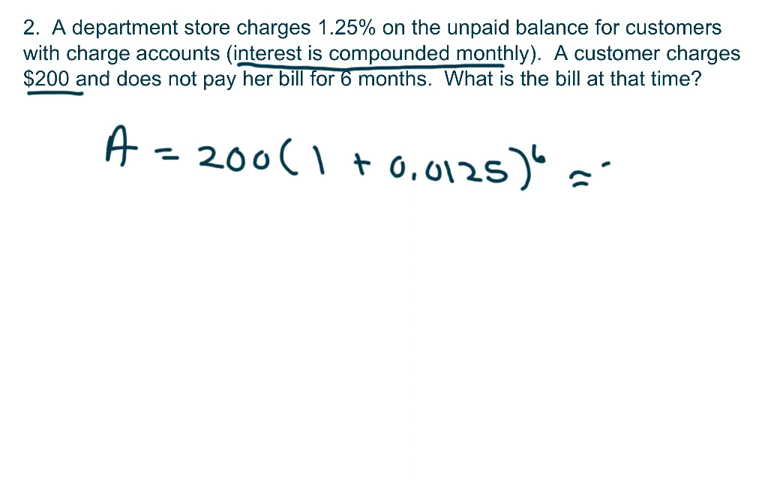 2. A department store charges 1.25% on the unpaid balance for customers
with charge accounts (interest is compounded monthly). A customer charges
$200 and does not pay her bill for 6 months. What is the bill at that time?
A = 200(1 + 0.0125)⁶ ≈